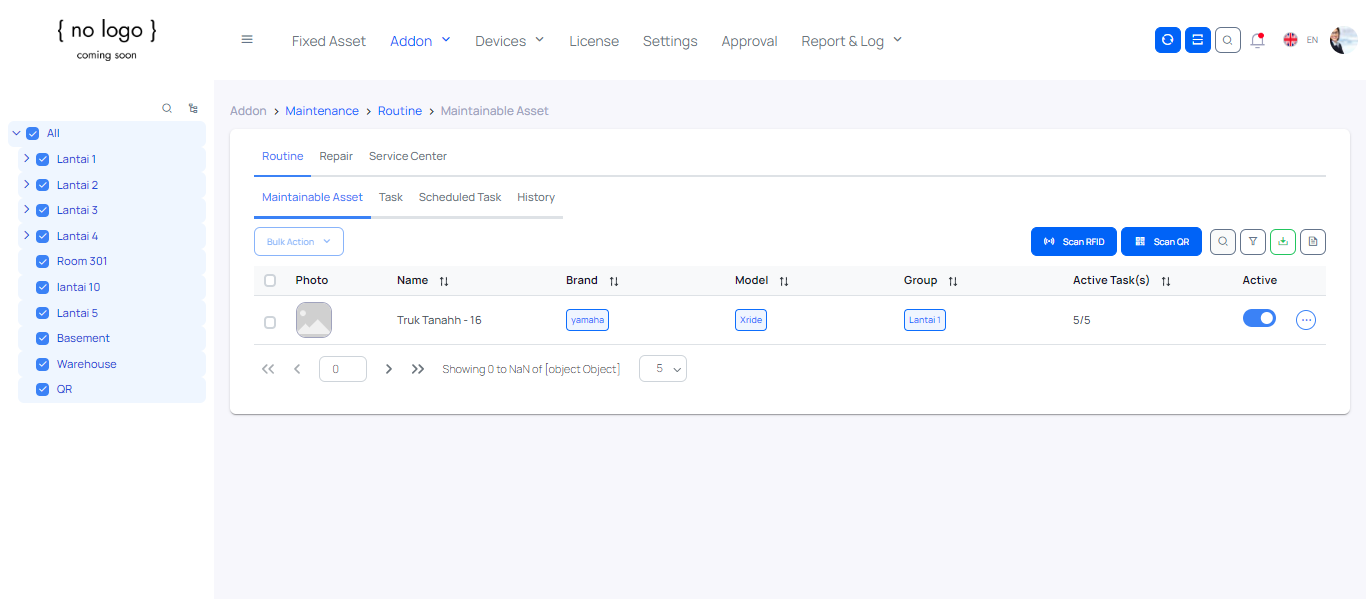 { no logo }
coming soon
Fixed Asset
Addon
Devices
License
Settings
Approval
Report & Log
EN
All
Lantai 1
Lantai 2
Lantai 3
Lantai 4
Room 301
lantai 10
Lantai 5
Basement
Warehouse
QR
Addon > Maintenance > Routine > Maintainable Asset
Routine
Repair
Service Center
Maintainable Asset
Task
Scheduled Task
History
Bulk Action
Scan RFID
Scan QR
Photo
Name
Brand
Model
Group
Active Task(s)
Active
Truk Tanahh - 16
yamaha
Xride
Lantai 1
5/5
0
Showing 0 to NaN of [object Object]
5